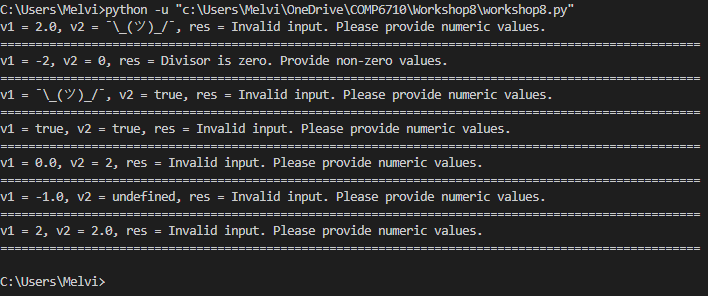 C:\Users\Melvi>python -u "c:\Users\Melvi\OneDrive\COMP6710\Workshop8\workshop8.py"
v1 = 2.0, v2 = ¯\_(ツ)_/¯, res = Invalid input. Please provide numeric values.
====================================================================================================
v1 = -2, v2 = 0, res = Divisor is zero. Provide non-zero values.
====================================================================================================
v1 = ¯\_(ツ)_/¯, v2 = true, res = Invalid input. Please provide numeric values.
====================================================================================================
v1 = true, v2 = true, res = Invalid input. Please provide numeric values.
====================================================================================================
v1 = 0.0, v2 = 2, res = Invalid input. Please provide numeric values.
====================================================================================================
v1 = -1.0, v2 = undefined, res = Invalid input. Please provide numeric values.
====================================================================================================
v1 = 2, v2 = 2.0, res = Invalid input. Please provide numeric values.
====================================================================================================
C:\Users\Melvi>